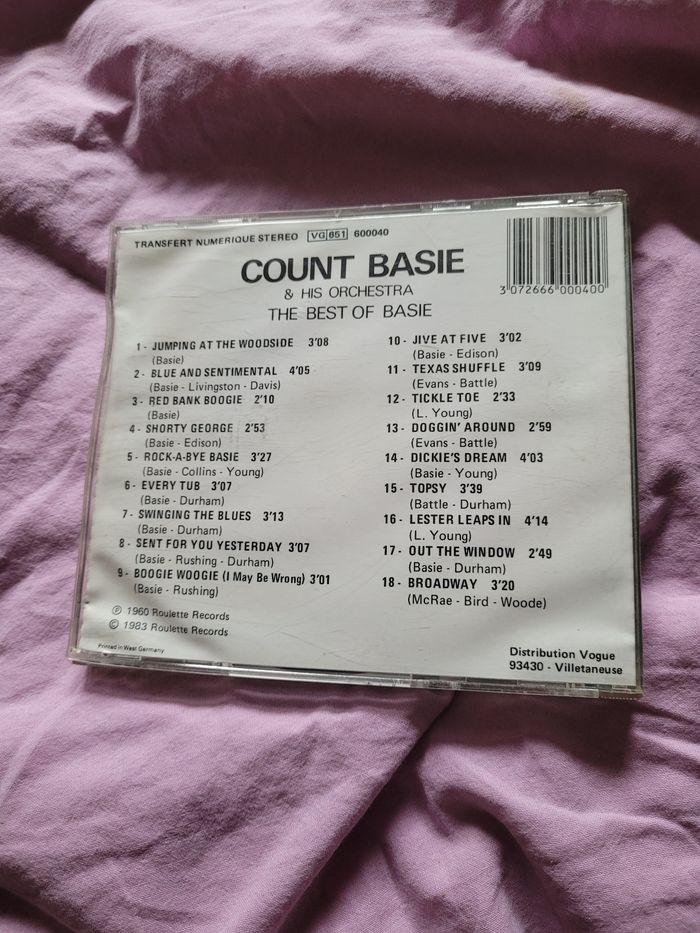 TRANSFERT NUMERIQUE STEREO VG 651 600040
COUNT BASIE
& HIS ORCHESTRA
THE BEST OF BASIE
3 072666 000400
1 - JUMPING AT THE WOODSIDE 3'08
(Basie)
2 - BLUE AND SENTIMENTAL 4'05
(Basie - Livingston - Davis)
3 - RED BANK BOOGIE 2'10
(Basie)
4 - SHORTY GEORGE 2'53
(Basie - Edison)
5 - ROCK-A-BYE BASIE 3'27
(Basie - Collins - Young)
6 - EVERY TUB 3'07
(Basie - Durham)
7 - SWINGING THE BLUES 3'13
(Basie - Durham)
8 - SENT FOR YOU YESTERDAY 3'07
(Basie - Rushing - Durham)
9 - BOOGIE WOOGIE (I May Be Wrong) 3'01
(Basie - Rushing)
10 - JIVE AT FIVE 3'02
(Basie - Edison)
11 - TEXAS SHUFFLE 3'09
(Evans - Battle)
12 - TICKLE TOE 2'33
(L. Young)
13 - DOGGIN' AROUND 2'59
(Evans - Battle)
14 - DICKIE'S DREAM 4'03
(Basie - Young)
15 - TOPSY 3'39
(Battle - Durham)
16 - LESTER LEAPS IN 4'14
(L. Young)
17 - OUT THE WINDOW 2'49
(Basie - Durham)
18 - BROADWAY 3'20
(McRae - Bird - Woode)
℗ 1960 Roulette Records
© 1983 Roulette Records
Printed in West Germany
Distribution Vogue
93430 - Villetaneuse